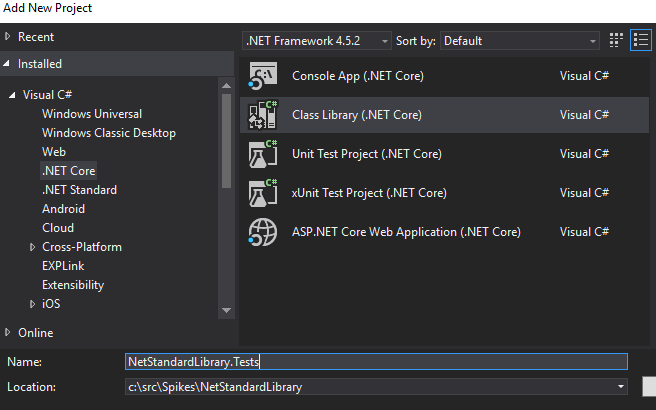 Add New Project
Recent
Installed
Visual C#
Windows Universal
Windows Classic Desktop
Web
.NET Core
.NET Standard
Android
Cloud
Cross-Platform
EXPLink
Extensibility
iOS
Online
.NET Framework 4.5.2 Sort by: Default
Console App (.NET Core) Visual C#
Class Library (.NET Core) Visual C#
Unit Test Project (.NET Core) Visual C#
xUnit Test Project (.NET Core) Visual C#
ASP.NET Core Web Application (.NET Core) Visual C#
Name: NetStandardLibrary.Tests
Location: c:\src\Spikes\NetStandardLibrary